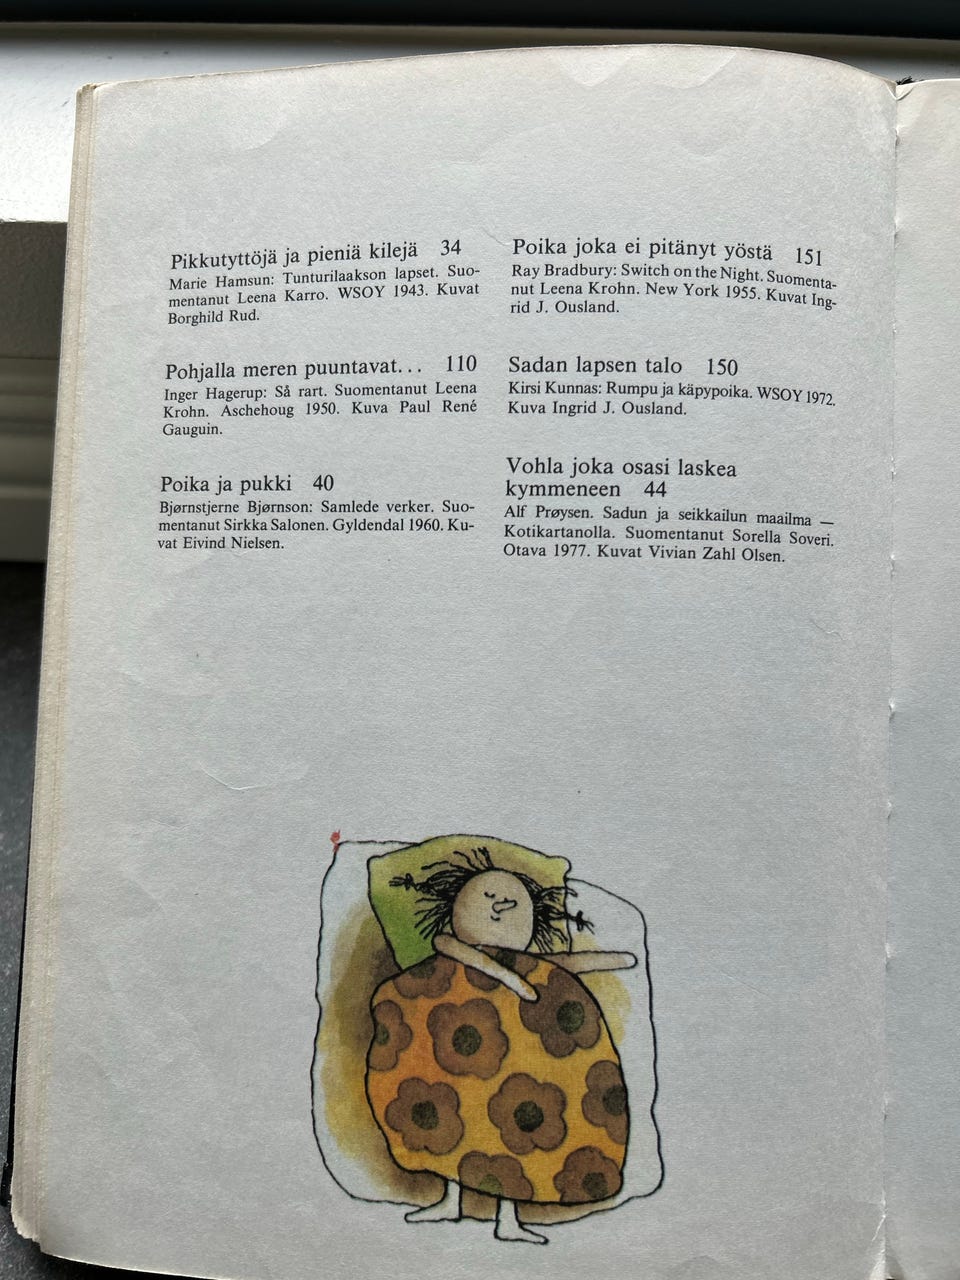 Pikkutyttöjä ja pieniä kilejä 34
Marie Hamsun: Tunturilaakson lapset. Suo-
mentanut Leena Karro. WSOY 1943. Kuvat
Borghild Rud.
Pohjalla meren puuntavat... 110
Inger Hagerup: Så rart. Suomentanut Leena
Krohn. Aschehoug 1950. Kuva Paul René
Gauguin.
Poika ja pukki 40
Bjørnstjerne Bjørnson: Samlede verker. Suo-
mentanut Sirkka Salonen. Gyldendal 1960. Ku-
vat Eivind Nielsen.
Poika joka ei pitänyt yöstä 151
Ray Bradbury: Switch on the Night. Suomenta-
nut Leena Krohn. New York 1955. Kuvat Ing-
rid J. Ousland.
Sadan lapsen talo 150
Kirsi Kunnas: Rumpu ja käpypoika. WSOY 1972.
Kuva Ingrid J. Ousland.
Vohla joka osasi laskea
kymmeneen 44
Alf Prøysen. Sadun ja seikkailun maailma —
Kotikartanolla. Suomentanut Sorella Soveri.
Otava 1977. Kuvat Vivian Zahl Olsen.